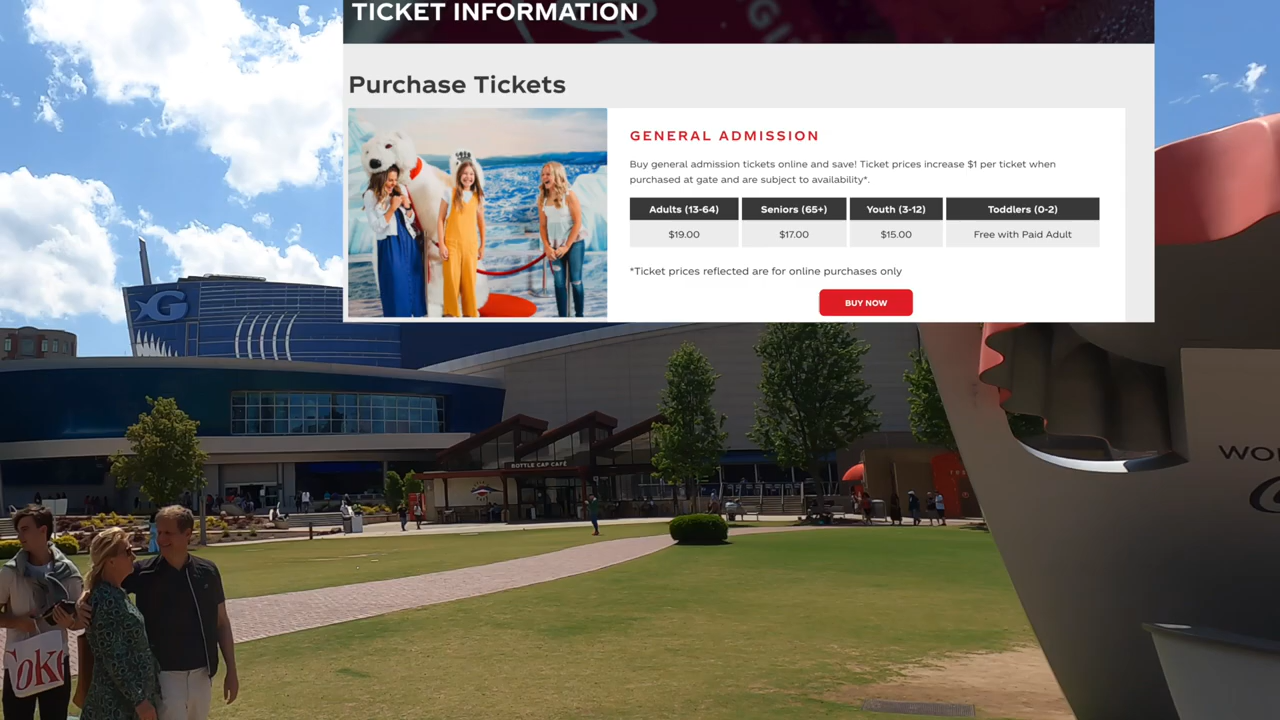 TICKET INFORMATION
Purchase Tickets
GENERAL ADMISSION
Buy general admission tickets online and save! Ticket prices increase $1 per ticket when
purchased at gate and are subject to availability*.
Adults (13-64) Seniors (65+) Youth (3-12) Toddlers (0-2)
$19.00 $17.00 $15.00 Free with Paid Adult
*Ticket prices reflected are for online purchases only
BUY NOW
G
BOTTLE CAP CAFÉ
WO
Coke